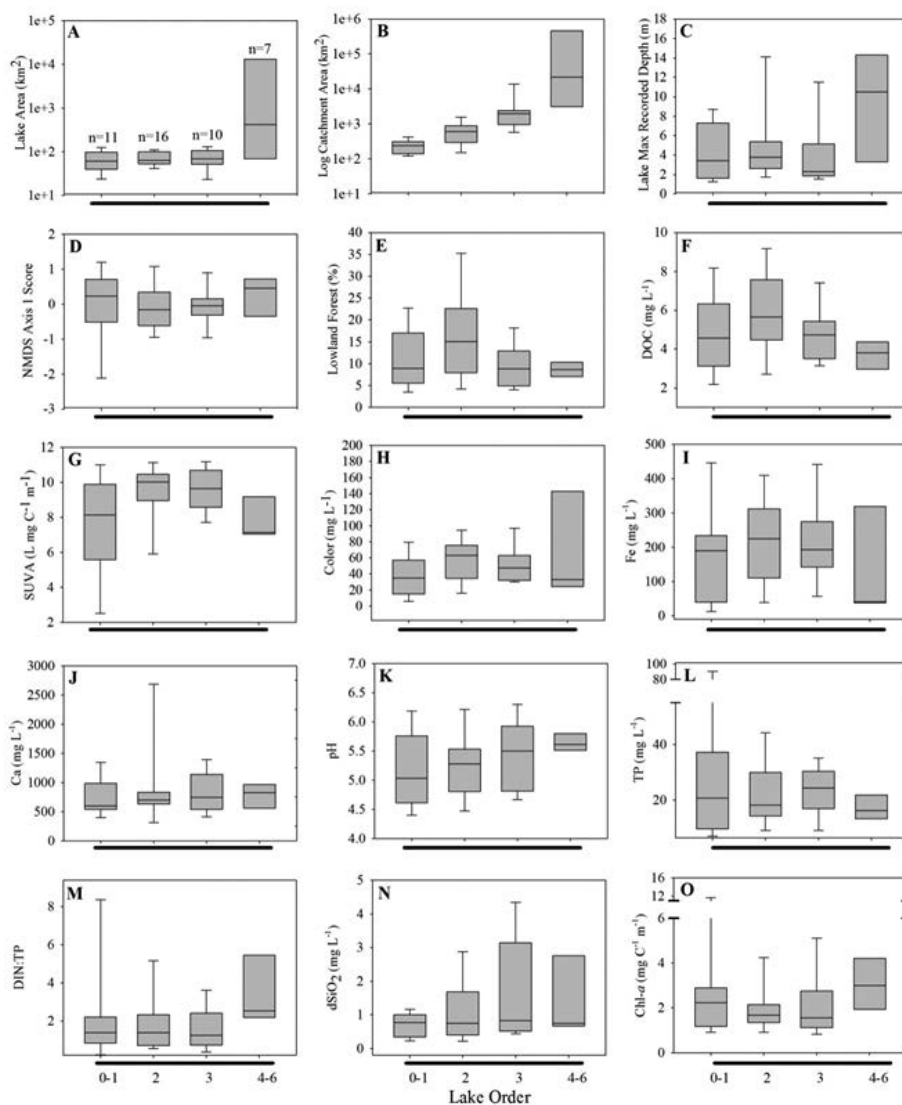 A
Lake Area (km²)
1e+5
1e+4
1e+3
1e+2
1e+1
n=11
n=16
n=10
n=7
B
Log Catchment Area (km²)
1e+6
1e+5
1e+4
1e+3
1e+2
1e+1
C
Lake Max Recorded Depth (m)
18
16
14
12
10
8
6
4
2
0
D
NMDS Axis 1 Score
2
1
0
-1
-2
-3
E
Lowland Forest (%)
40
35
30
25
20
15
10
5
0
F
DOC (mg L⁻¹)
10
8
6
4
2
G
SUVA (L mg C⁻¹ m⁻¹)
12
10
8
6
4
2
H
Color (mg L⁻¹)
200
180
160
140
120
100
80
60
40
20
0
I
Fe (mg L⁻¹)
500
400
300
200
100
0
J
Ca (mg L⁻¹)
3000
2500
2000
1500
1000
500
0
K
pH
7.0
6.5
6.0
5.5
5.0
4.5
4.0
L
TP (mg L⁻¹)
100
80
40
20
M
DIN:TP
8
6
4
2
0-1
2
3
4-6
N
dSiO₂ (mg L⁻¹)
5
4
3
2
1
0
0-1
2
3
4-6
Lake Order
O
Chl-a (mg C⁻¹ m⁻¹)
16
12
6
4
2
0
0-1
2
3
4-6